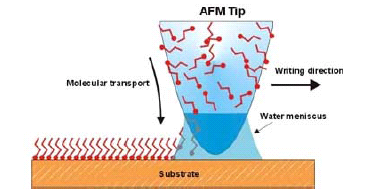 AFM Tip
Molecular transport
Writing direction
Water meniscus
Substrate